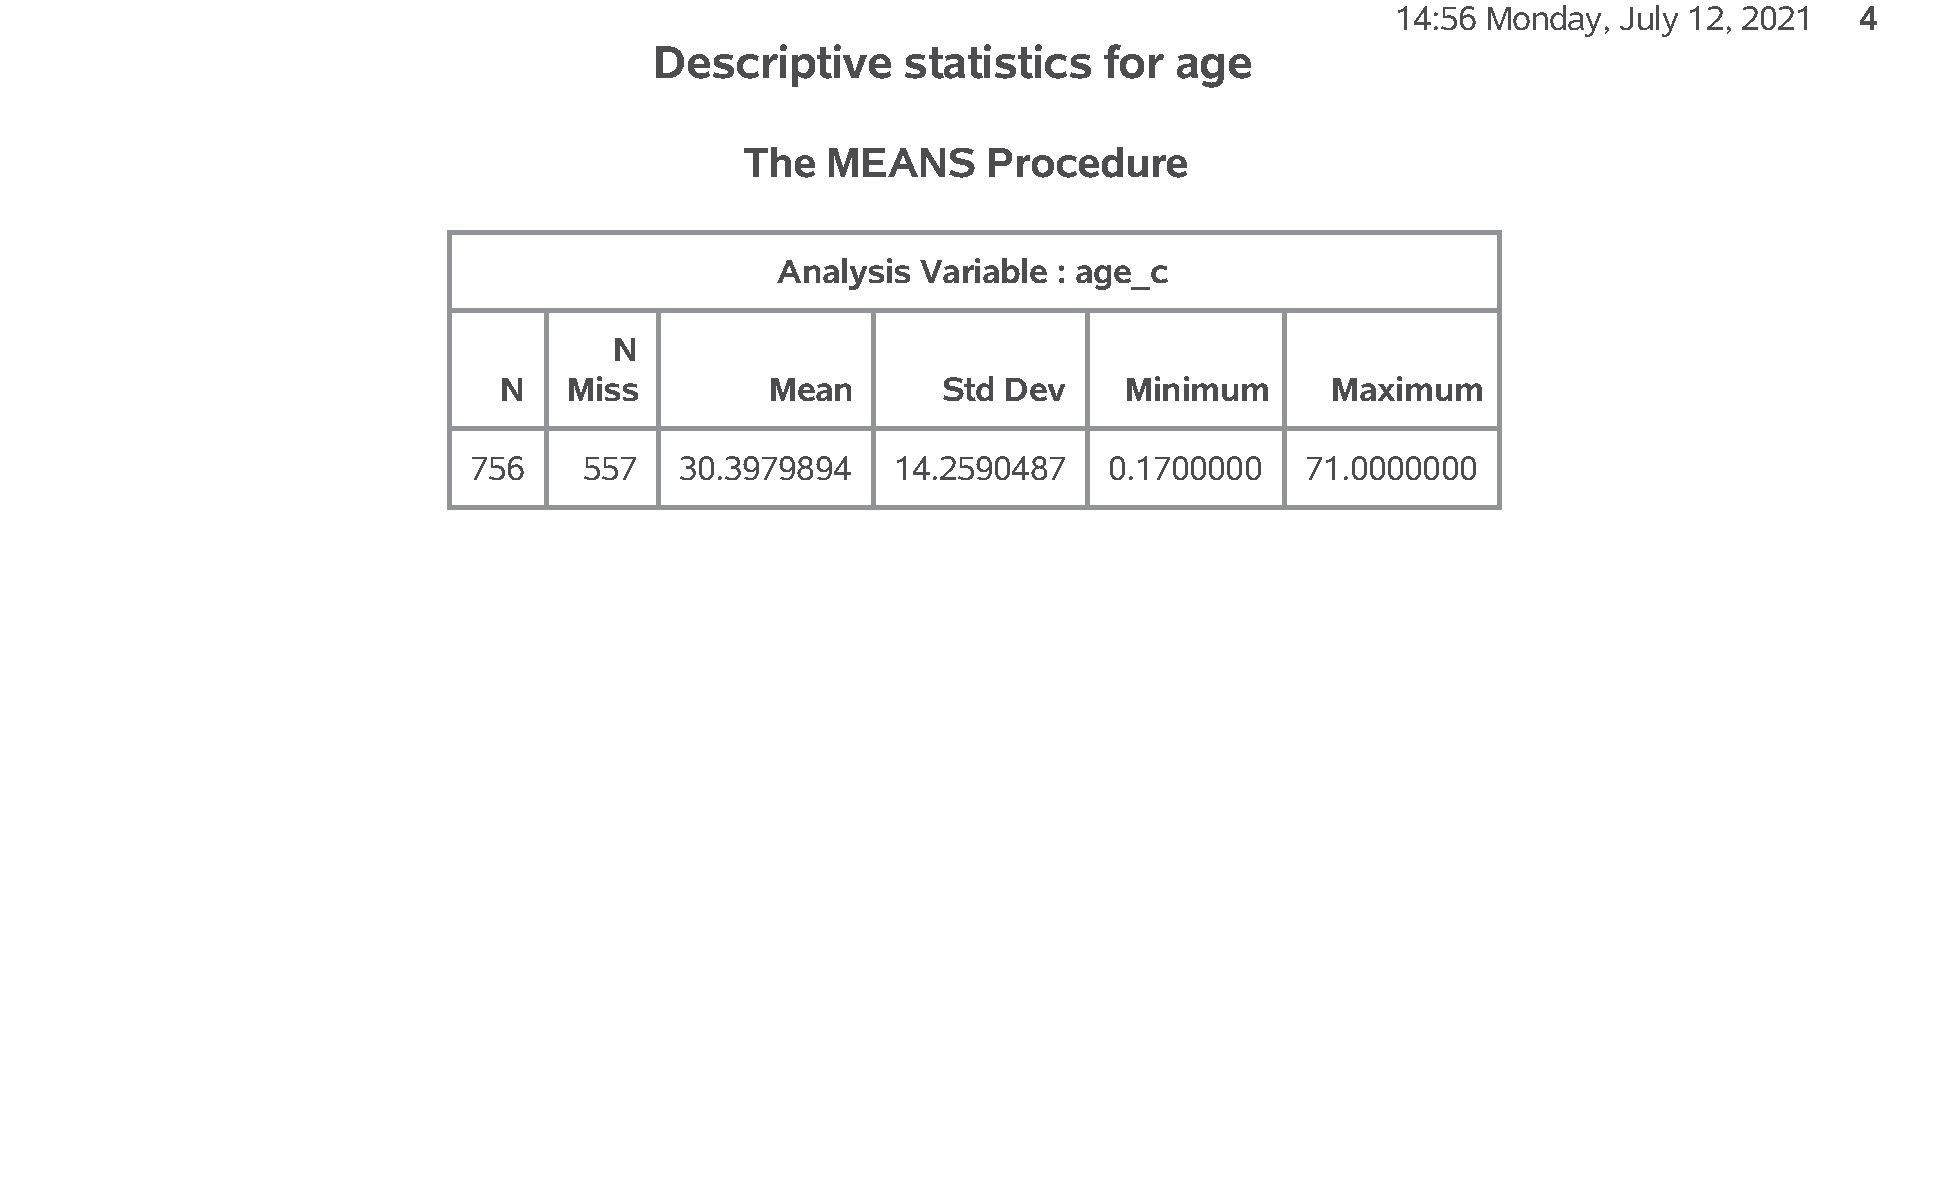 14:56 Monday, July 12, 2021 4
Descriptive statistics for age
The MEANS Procedure
Analysis Variable : age_c
N N Miss Mean Std Dev Minimum Maximum
756 557 30.3979894 14.2590487 0.1700000 71.0000000